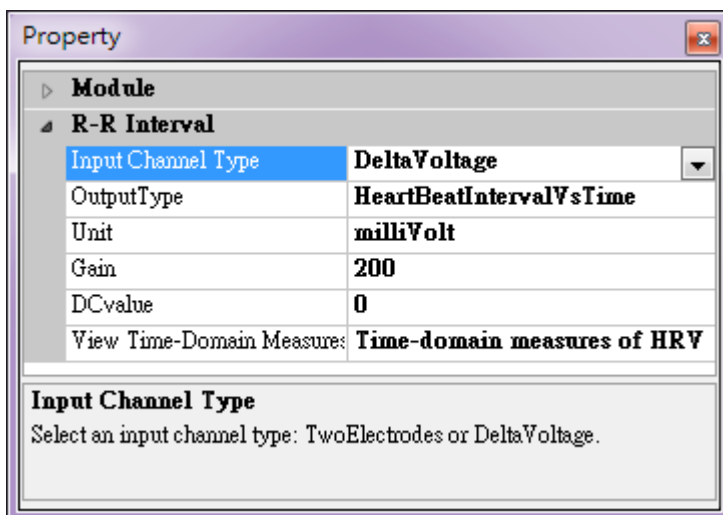 Property
Module
R-R Interval
Input Channel Type DeltaVoltage
OutputType HeartBeatIntervalVsTime
Unit milliVolt
Gain 200
DCvalue 0
View Time-Domain Measures Time-domain measures of HRV
Input Channel Type
Select an input channel type: TwoElectrodes or DeltaVoltage.